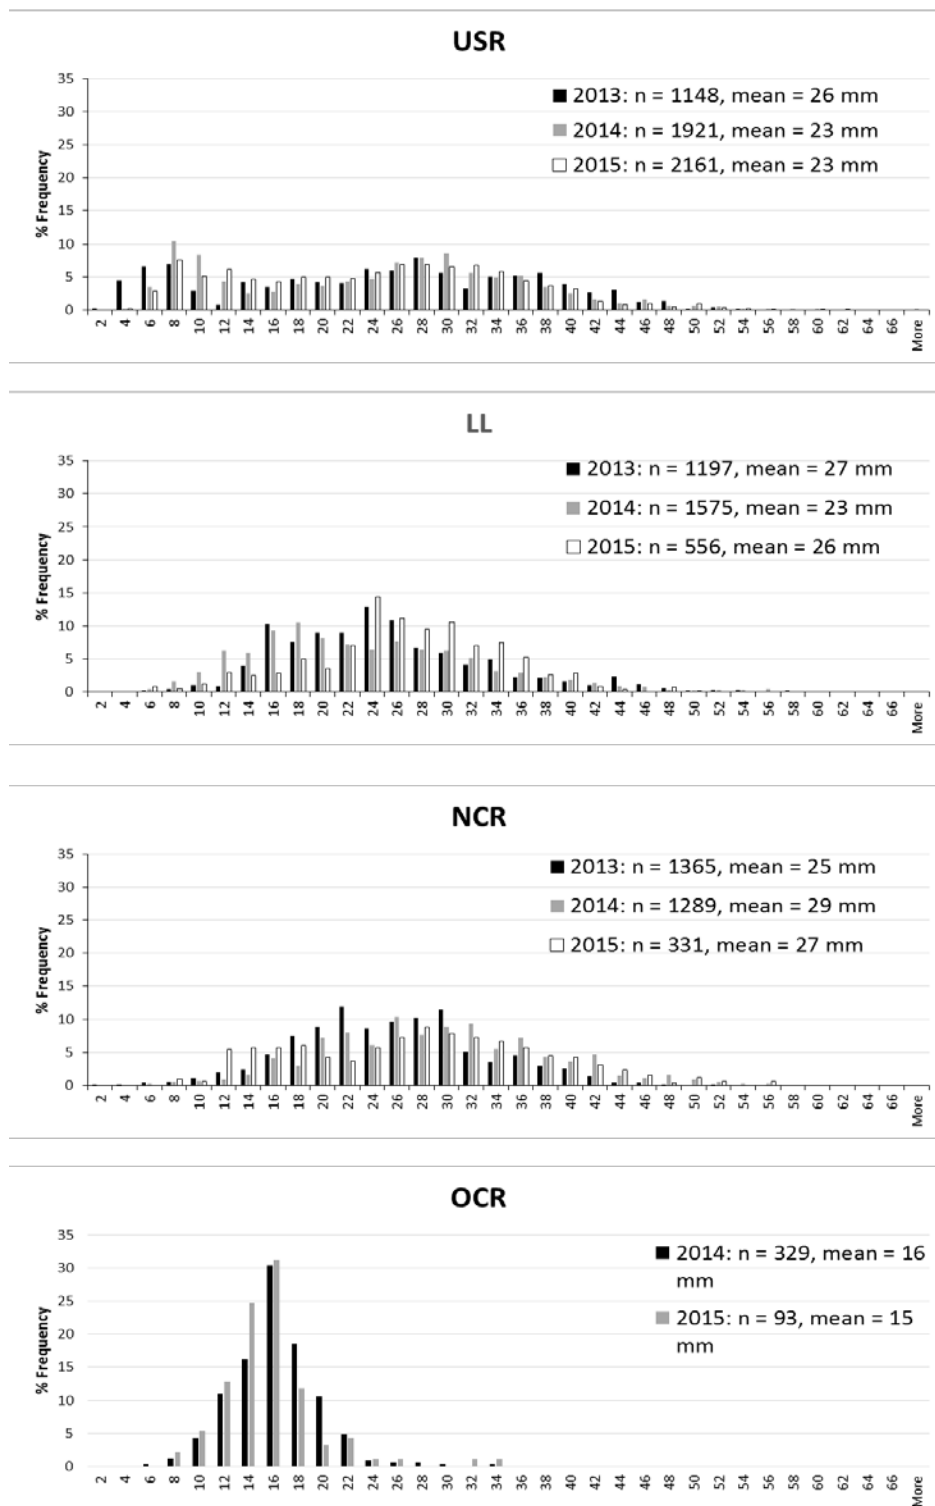 USR
35
30
25
20
15
10
5
0
% Frequency
2013: n = 1148, mean = 26 mm
2014: n = 1921, mean = 23 mm
2015: n = 2161, mean = 23 mm
2 4 6 8 10 12 14 16 18 20 22 24 26 28 30 32 34 36 38 40 42 44 46 48 50 52 54 56 58 60 62 64 66 More
LL
35
30
25
20
15
10
5
0
% Frequency
2013: n = 1197, mean = 27 mm
2014: n = 1575, mean = 23 mm
2015: n = 556, mean = 26 mm
2 4 6 8 10 12 14 16 18 20 22 24 26 28 30 32 34 36 38 40 42 44 46 48 50 52 54 56 58 60 62 64 66 More
NCR
35
30
25
20
15
10
5
0
% Frequency
2013: n = 1365, mean = 25 mm
2014: n = 1289, mean = 29 mm
2015: n = 331, mean = 27 mm
2 4 6 8 10 12 14 16 18 20 22 24 26 28 30 32 34 36 38 40 42 44 46 48 50 52 54 56 58 60 62 64 66 More
OCR
35
30
25
20
15
10
5
0
% Frequency
2014: n = 329, mean = 16
mm
2015: n = 93, mean = 15
mm
2 4 6 8 10 12 14 16 18 20 22 24 26 28 30 32 34 36 38 40 42 44 46 48 50 52 54 56 58 60 62 64 66 More